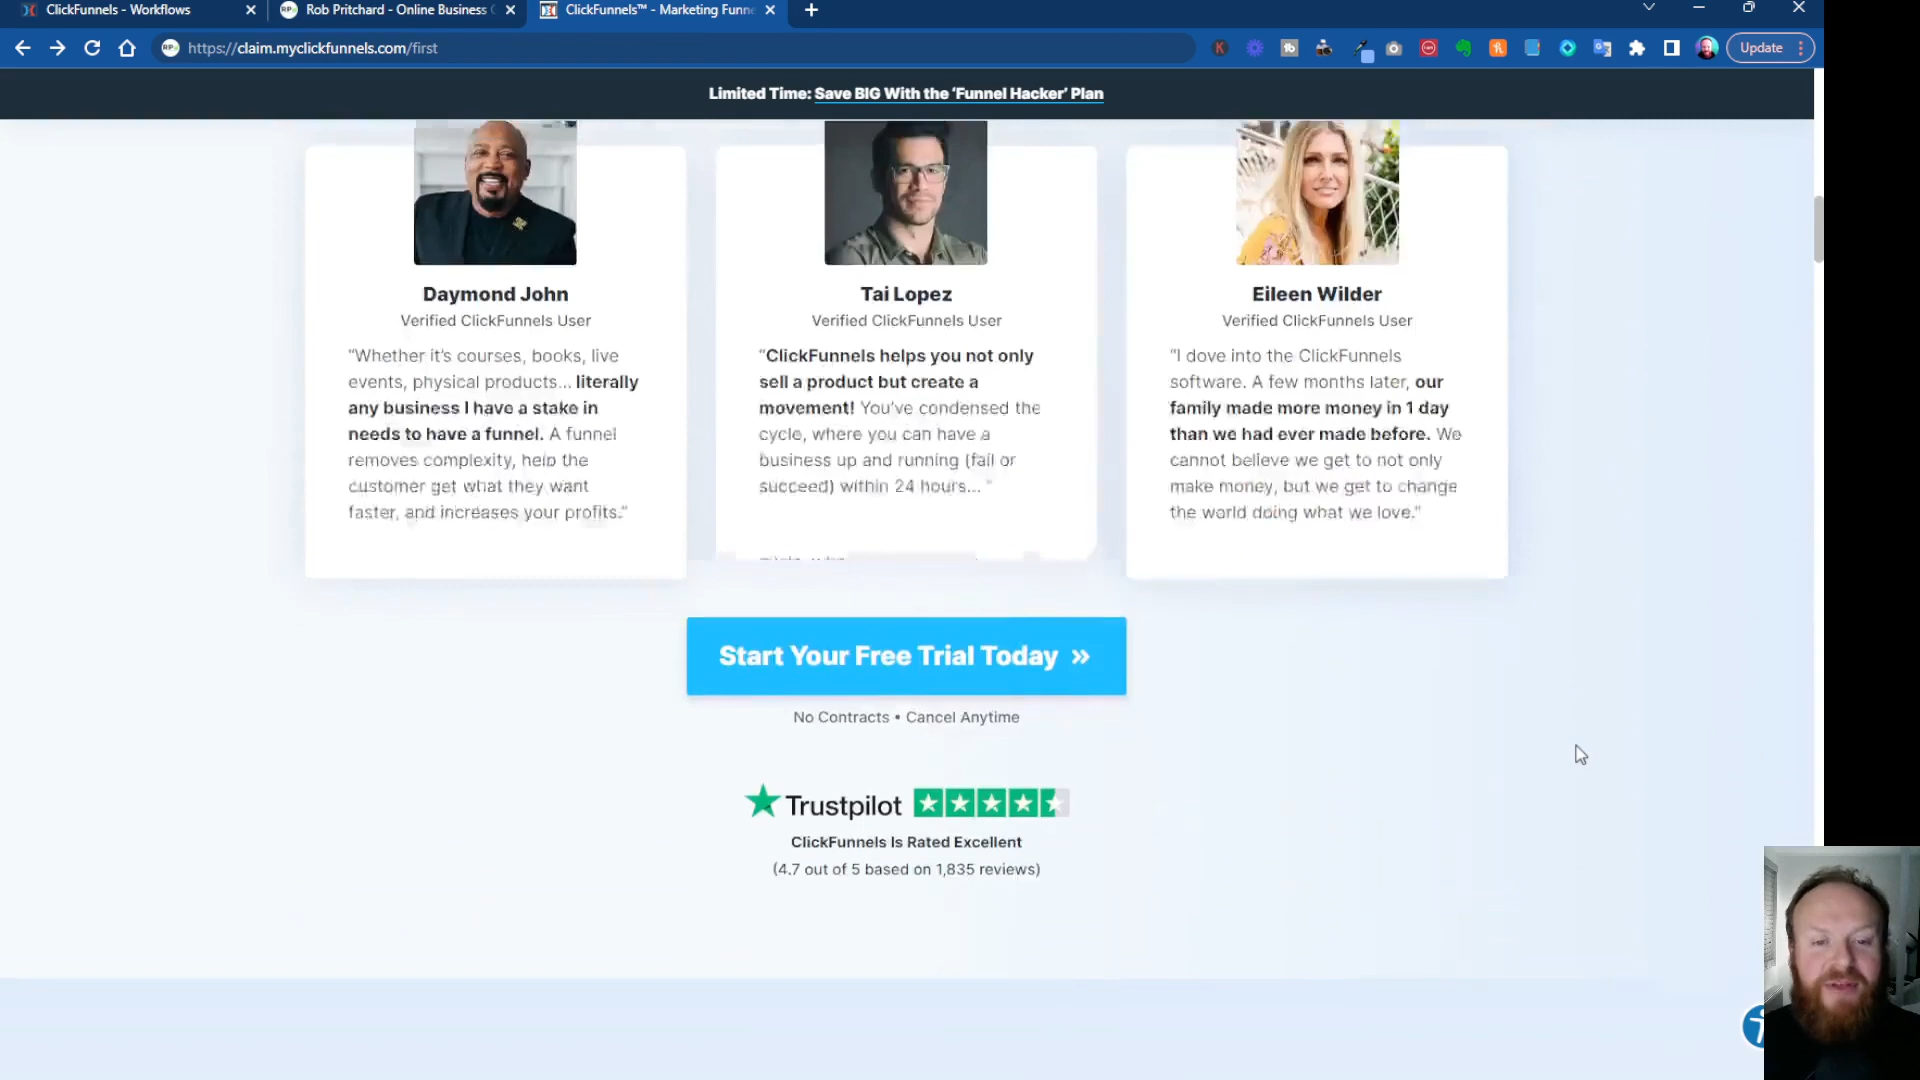 ClickFunnels - Workflows
Rob Pritchard - Online Business C
ClickFunnels™ - Marketing Funne
https://claim.myclickfunnels.com/first
Update
Limited Time: Save BIG With the ‘Funnel Hacker’ Plan
Daymond John
Verified ClickFunnels User
“Whether it’s courses, books, live
events, physical products... literally
any business I have a stake in
needs to have a funnel. A funnel
removes complexity, help the
customer get what they want
faster, and increases your profits.”
Tai Lopez
Verified ClickFunnels User
“ClickFunnels helps you not only
sell a product but create a
movement! You’ve condensed the
cycle, where you can have a
business up and running (fail or
succeed) within 24 hours... ”
Eileen Wilder
Verified ClickFunnels User
“I dove into the ClickFunnels
software. A few months later, our
family made more money in 1 day
than we had ever made before. We
cannot believe we get to not only
make money, but we get to change
the world doing what we love.”
Start Your Free Trial Today »
No Contracts • Cancel Anytime
Trustpilot
ClickFunnels Is Rated Excellent
(4.7 out of 5 based on 1,835 reviews)